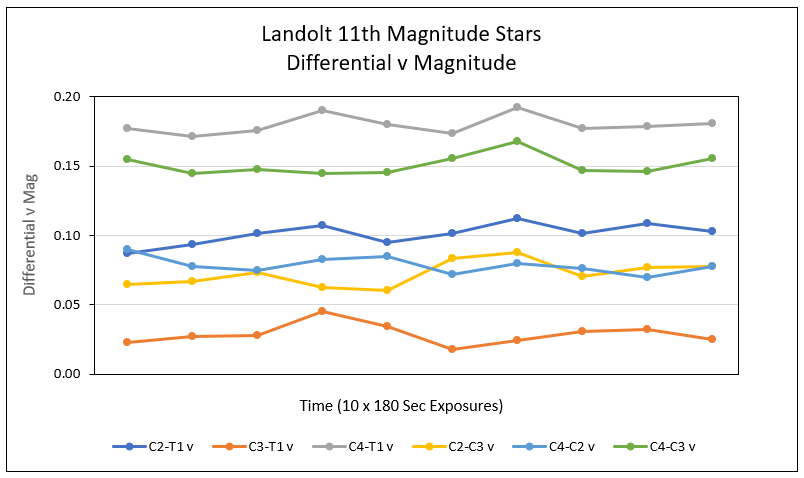 Landolt 11th Magnitude Stars
Differential v Magnitude
0.20
0.15
0.10
0.05
0.00
Differential v Mag
Time (10 x 180 Sec Exposures)
C2-T1 v C3-T1 v C4-T1 v C2-C3 v C4-C2 v C4-C3 v